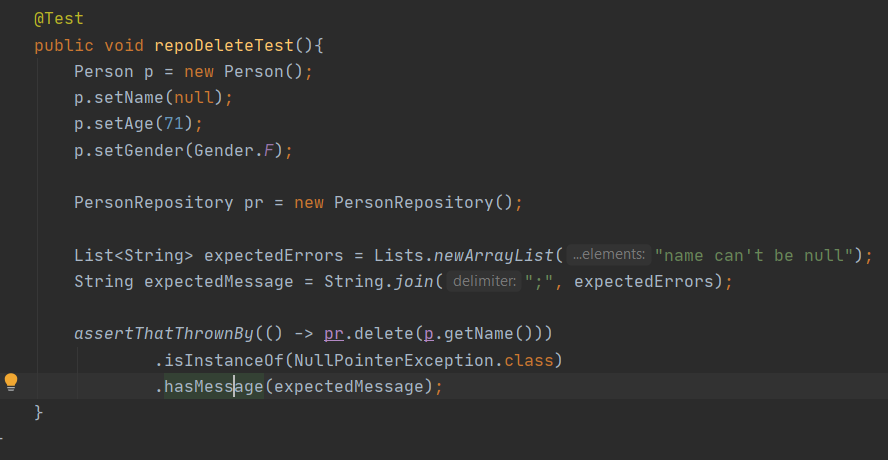 @Test
public void repoDeleteTest(){
Person p = new Person();
p.setName(null);
p.setAge(71);
p.setGender(Gender.F);
PersonRepository pr = new PersonRepository();
List<String> expectedErrors = Lists.newArrayList( ...elements: "name can't be null");
String expectedMessage = String.join( delimiter: ";", expectedErrors);
assertThatThrownBy(() -> pr.delete(p.getName()))
.isInstanceOf(NullPointerException.class)
.hasMessage(expectedMessage);
}